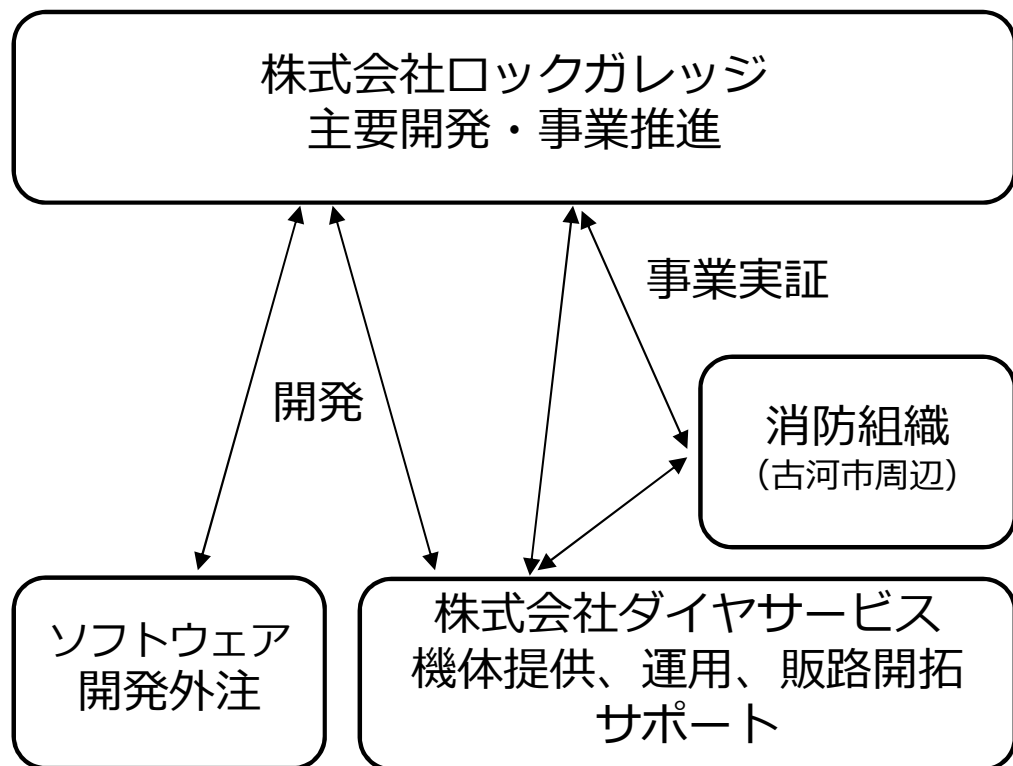 株式会社ロックガレッジ
主要開発・事業推進
事業実証
開発
消防組織
（古河市周辺）
ソフトウェア
開発外注
株式会社ダイヤサービス
機体提供、運用、販路開拓
サポート